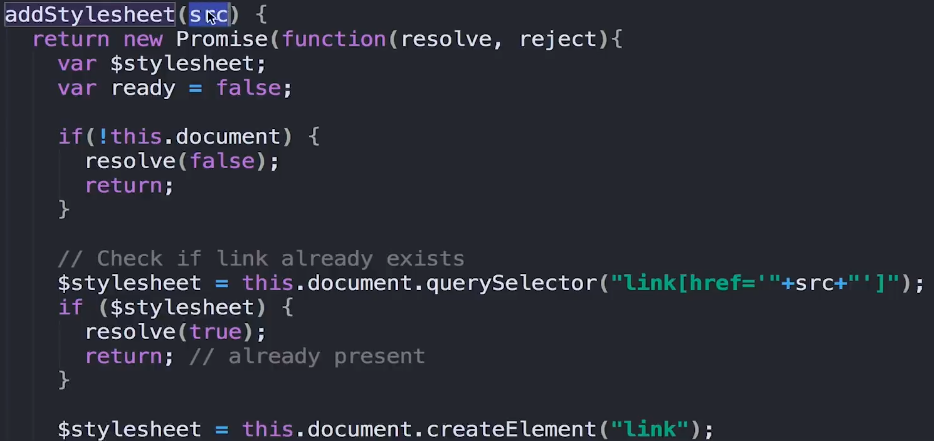 addStylesheet(src) {
  return new Promise(function(resolve, reject){
    var $stylesheet;
    var ready = false;

    if(!this.document) {
      resolve(false);
      return;
    }

    // Check if link already exists
    $stylesheet = this.document.querySelector("link[href='"+src+"']");
    if ($stylesheet) {
      resolve(true);
      return; // already present
    }

    $stylesheet = this.document.createElement("link");